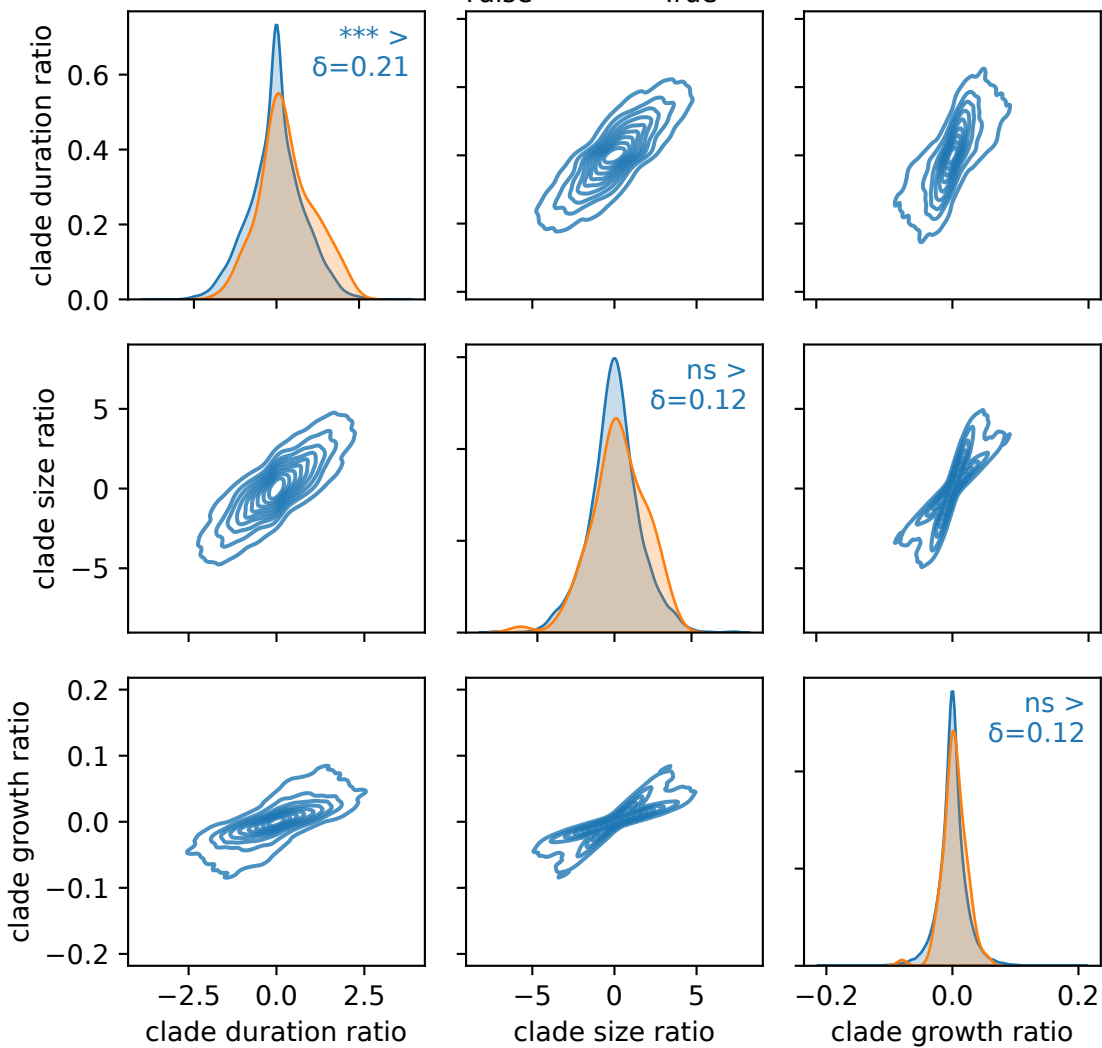 False True
clade duration ratio
0.6
0.4
0.2
0.0
*** >
δ=0.21
clade size ratio
5
0
−5
ns >
δ=0.12
clade growth ratio
0.2
0.1
0.0
−0.1
−0.2
ns >
δ=0.12
−2.5 0.0 2.5
−5 0 5
−0.2 0.0 0.2
clade duration ratio
clade size ratio
clade growth ratio